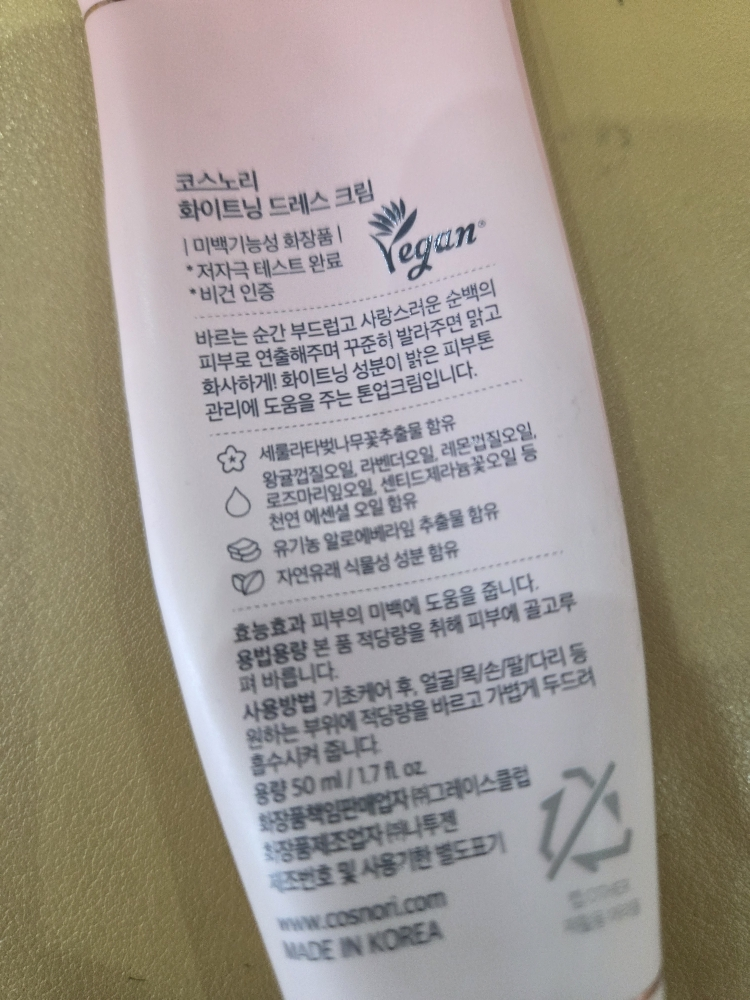 코스노리
화이트닝 드레스 크림
| 미백기능성 화장품 |
*저자극 테스트 완료
*비건 인증
Vegan®
바르는 순간 부드럽고 사랑스러운 순백의
피부로 연출해주며 꾸준히 발라주면 맑고
화사하게! 화이트닝 성분이 밝은 피부톤
관리에 도움을 주는 톤업크림입니다.
세룰라타벚나무꽃추출물 함유
왕귤껍질오일, 라벤더오일, 레몬껍질오일,
로즈마리잎오일, 센티드제라늄꽃오일 등
천연 에센셜 오일 함유
유기농 알로에베라잎 추출물 함유
자연유래 식물성 성분 함유
효능효과 피부의 미백에 도움을 줍니다.
용법용량 본 품 적당량을 취해 피부에 골고루
펴 바릅니다.
사용방법 기초케어 후, 얼굴/목/손/팔/다리 등
원하는 부위에 적당량을 바르고 가볍게 두드려
흡수시켜 줍니다.
용량 50 ml / 1.7 fl. oz.
화장품책임판매업자 ㈜그레이스클럽
화장품제조업자 ㈜나투젠
제조번호 및 사용기한 별도표기
www.cosnori.com
MADE IN KOREA